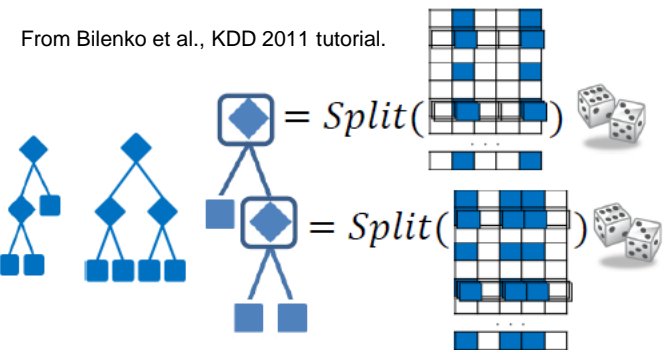 From Bilenko et al., KDD 2011 tutorial.
= Split(
. . .
)
= Split(
. . .
)